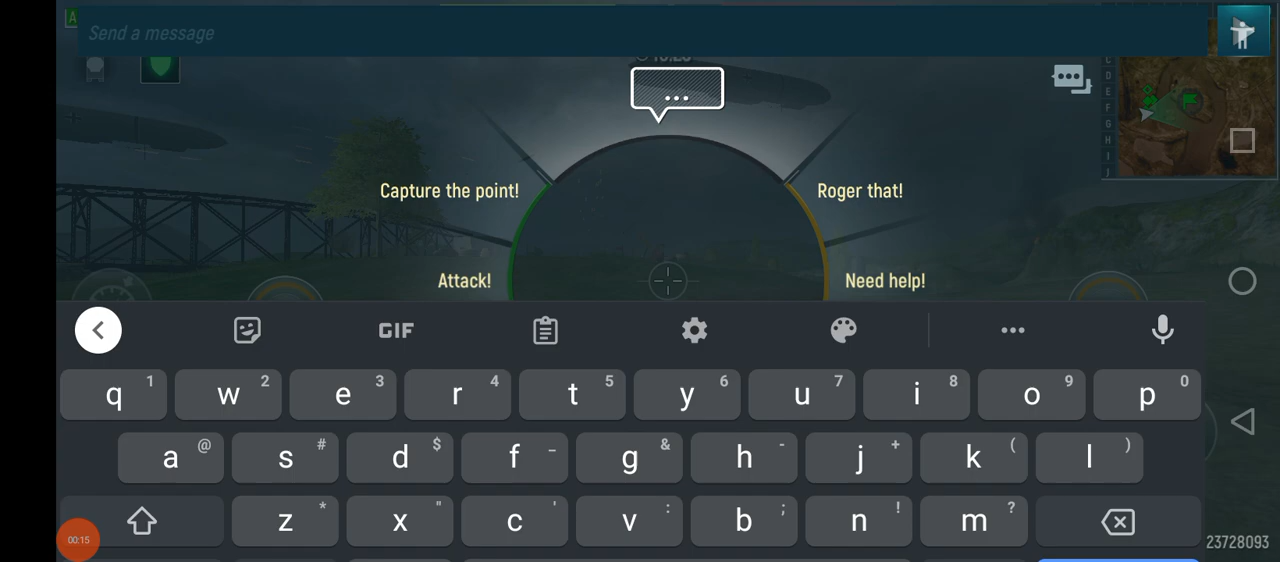 A
Send a message
C
D
E
F
G
H
I
J
Capture the point!
Roger that!
Attack!
Need help!
GIF
q 1 w 2 e 3 r 4 t 5 y 6 u 7 i 8 o 9 p 0
a @ s # d $ f _ g & h - j + k ( l )
z * x " c ' v : b ; n ! m ?
00:15
23728093